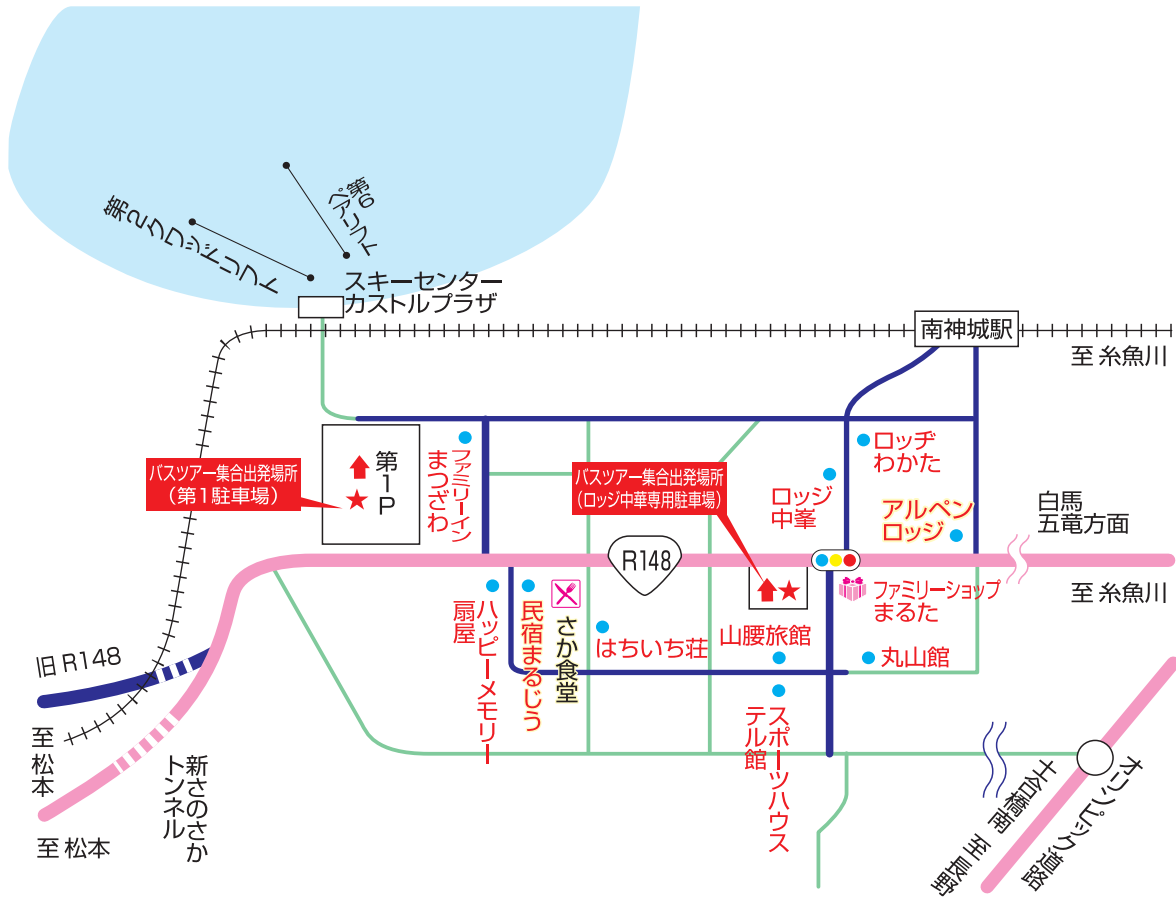 第6
ペアリフト
第2クワッドリフト
スキーセンター
カストルプラザ
南神城駅
至 糸魚川
第1P
バスツアー集合出発場所
（第1駐車場）
ファミリーイン
まつざわ
バスツアー集合出発場所
（ロッジ中華専用駐車場）
ロッヂ
わかた
ロッジ
中峯
アルペン
ロッジ
白馬
五竜方面
R148
至 糸魚川
ファミリーショップ
まるた
ハッピーメモリー
扇屋
民宿まるじう
さか食堂
はちいち荘
山腰旅館
丸山館
スポーツハウス
テル館
旧 R148
至松本
至 松本
新さのさか
トンネル
オリンピック道路
十合橋南 至 長野